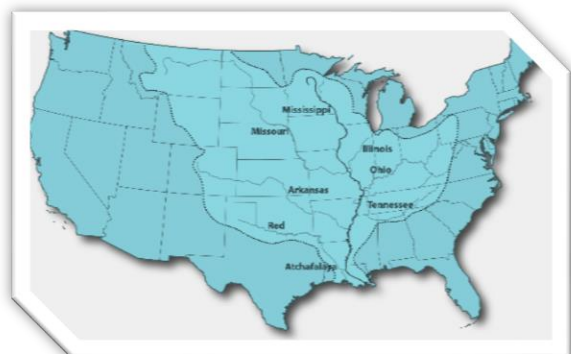 Mississippi
Missouri
Illinois
Ohio
Arkansas
Tennessee
Red
Atchafalaya